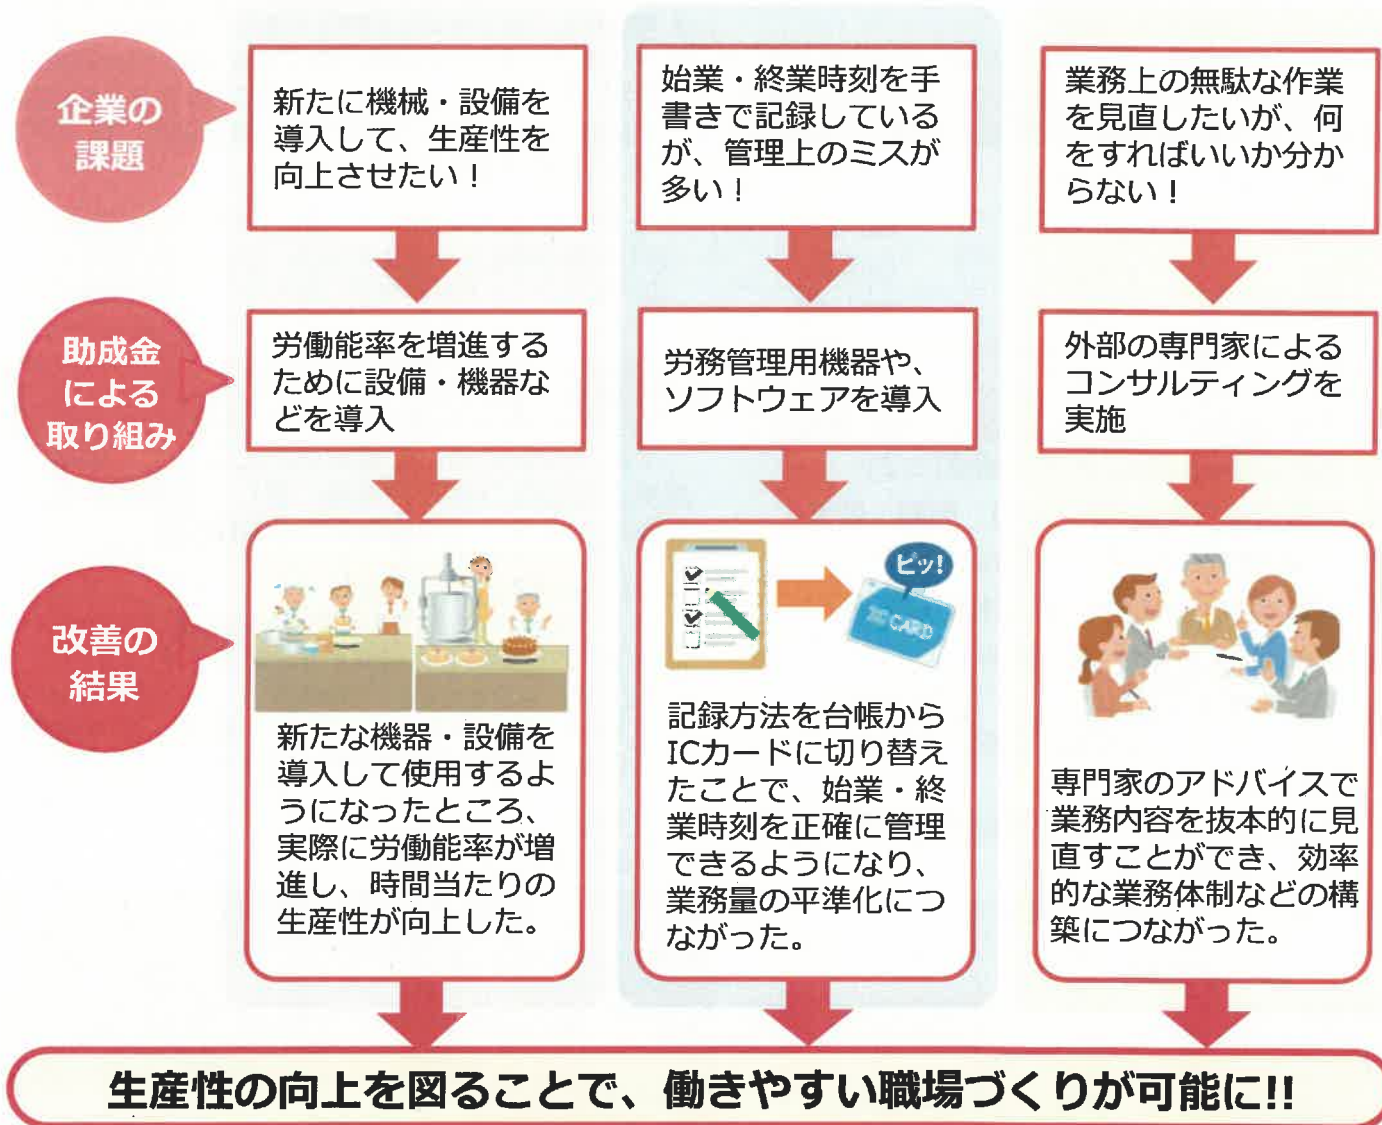 企業の
課題
新たに機械・設備を
導入して、生産性を
向上させたい！
始業・終業時刻を手
書きで記録している
が、管理上のミスが
多い！
業務上の無駄な作業
を見直したいが、何
をすればいいか分か
らない！
助成金
による
取り組み
労働能率を増進する
ために設備・機器な
どを導入
労務管理用機器や、
ソフトウェアを導入
外部の専門家による
コンサルティングを
実施
改善の
結果
新たな機器・設備を
導入して使用するよ
うになったところ、
実際に労働能率が増
進し、時間当たりの
生産性が向上した。
ピッ!
IC CARD
記録方法を台帳から
ICカードに切り替え
たことで、始業・終
業時刻を正確に管理
できるようになり、
業務量の平準化につ
ながった。
専門家のアドバイスで
業務内容を抜本的に見
直すことができ、効率
的な業務体制などの構
築につながった。
生産性の向上を図ることで、働きやすい職場づくりが可能に!!